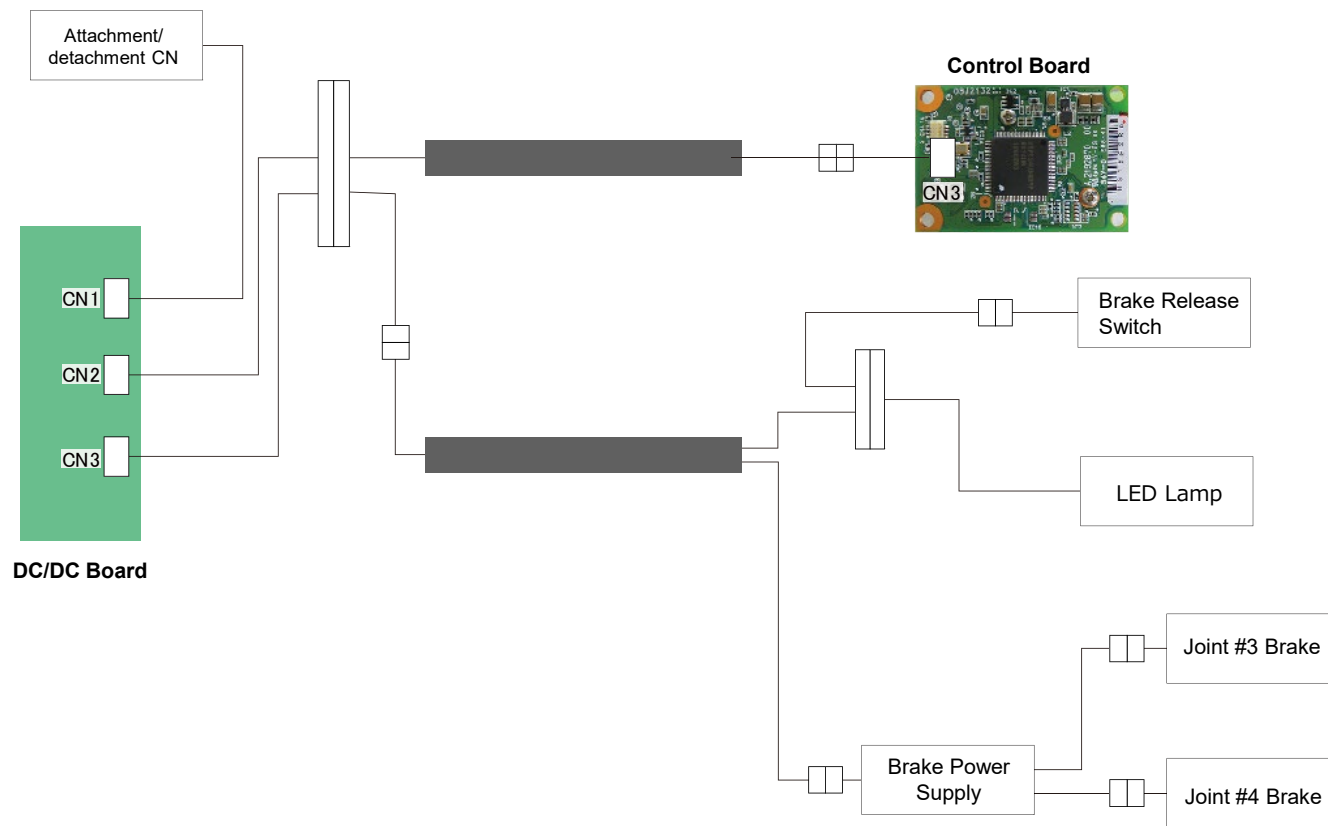 Attachment/
detachment CN
Control Board
CN3
CN1
CN2
CN3
DC/DC Board
Brake Release
Switch
LED Lamp
Joint #3 Brake
Brake Power
Supply
Joint #4 Brake